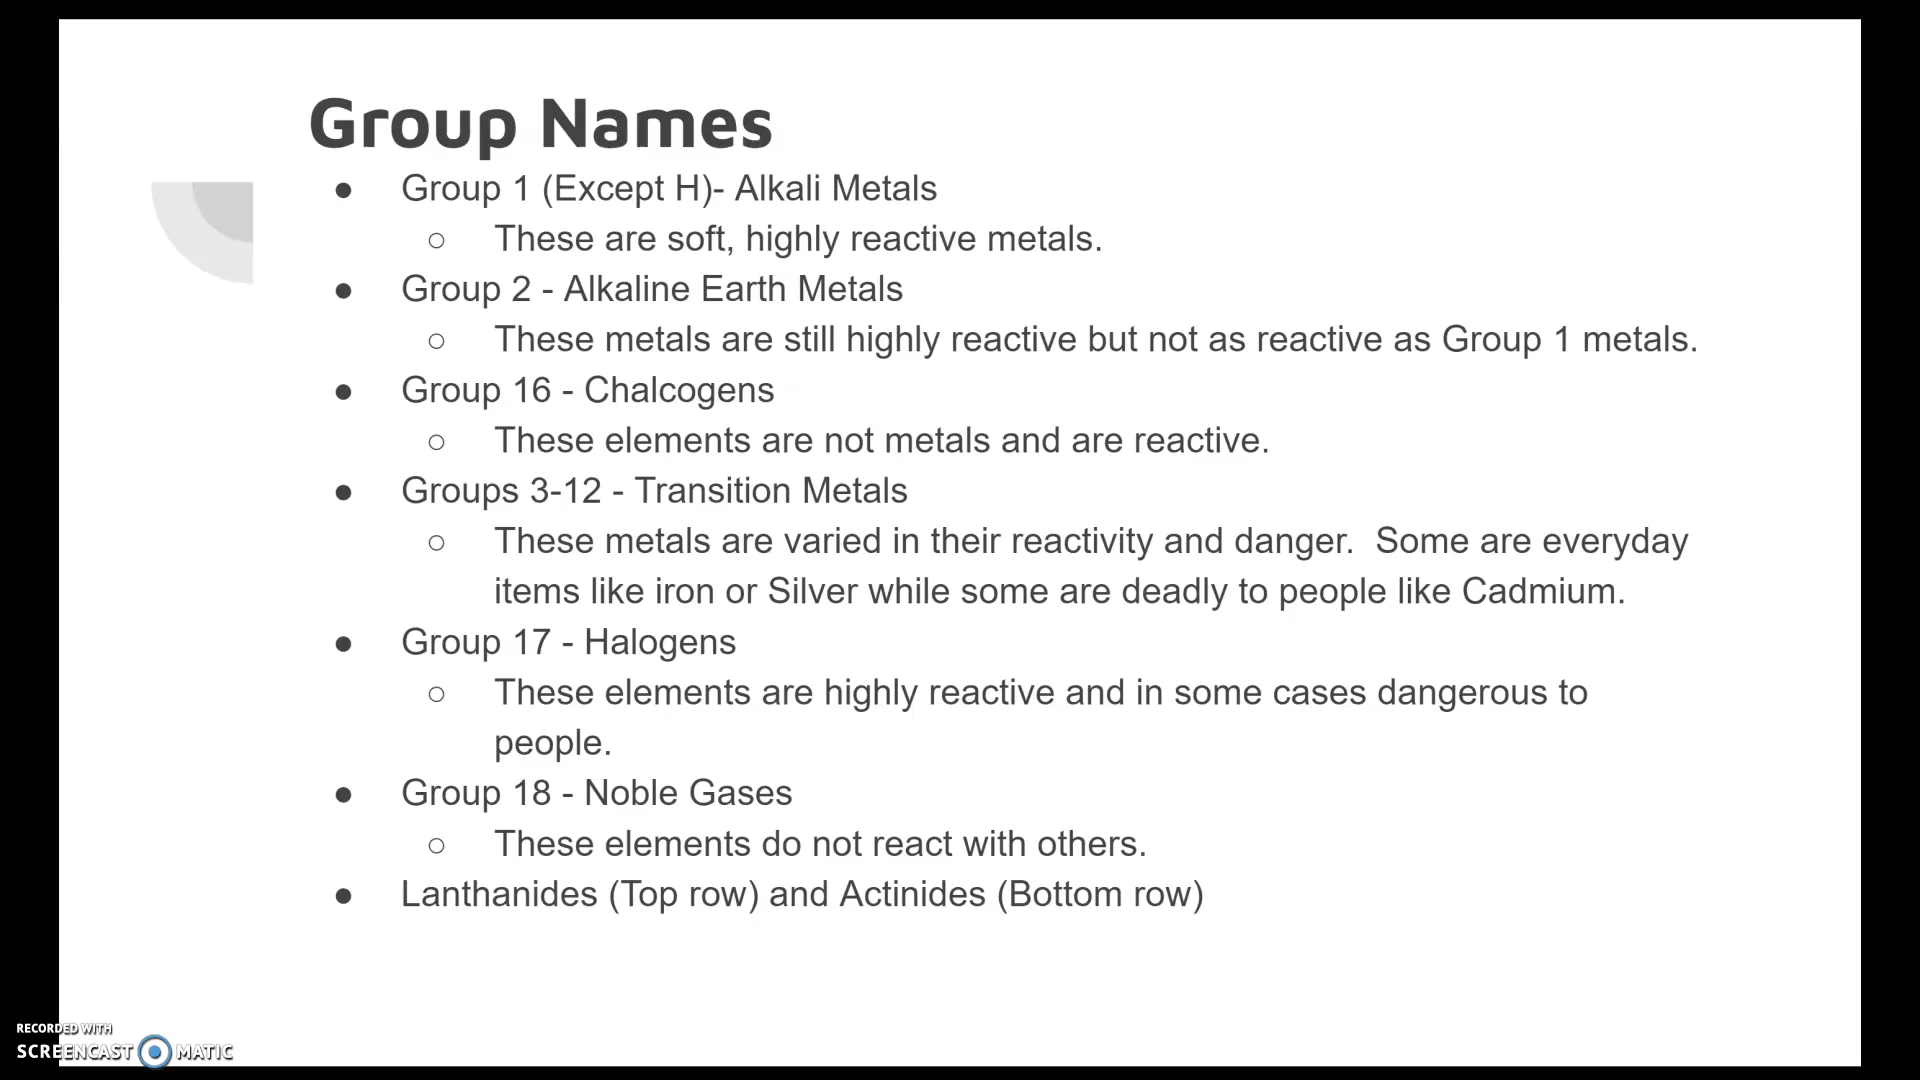 Group Names
● Group 1 (Except H)- Alkali Metals
○ These are soft, highly reactive metals.
● Group 2 - Alkaline Earth Metals
○ These metals are still highly reactive but not as reactive as Group 1 metals.
● Group 16 - Chalcogens
○ These elements are not metals and are reactive.
● Groups 3-12 - Transition Metals
○ These metals are varied in their reactivity and danger.  Some are everyday
items like iron or Silver while some are deadly to people like Cadmium.
● Group 17 - Halogens
○ These elements are highly reactive and in some cases dangerous to
people.
● Group 18 - Noble Gases
○ These elements do not react with others.
● Lanthanides (Top row) and Actinides (Bottom row)
RECORDED WITH
SCREENCAST MATIC